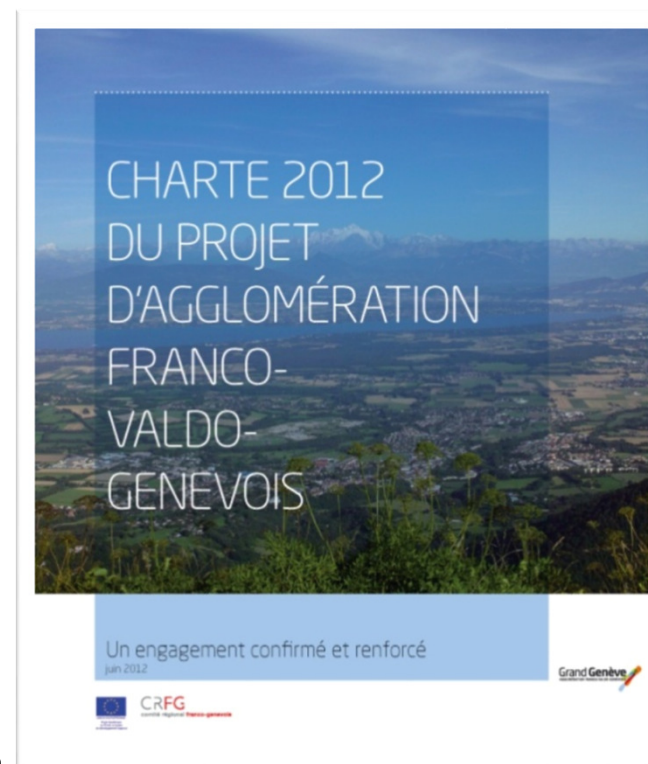 CHARTE 2012
DU PROJET
D'AGGLOMÉRATION
FRANCO-
VALDO-
GENEVOIS
Un engagement confirmé et renforcé
juin 2012
Grand Genève
CRFG
comité régional franco-genevois